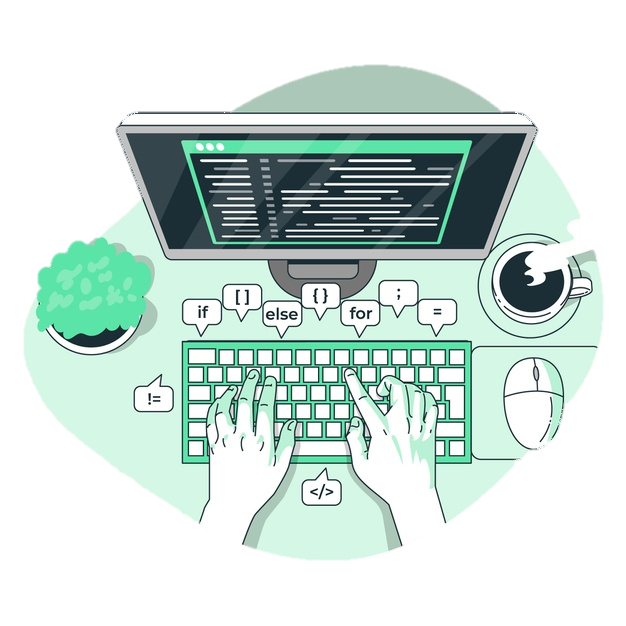 if
[ ]
else
{ }
for
;
=
!=
</>